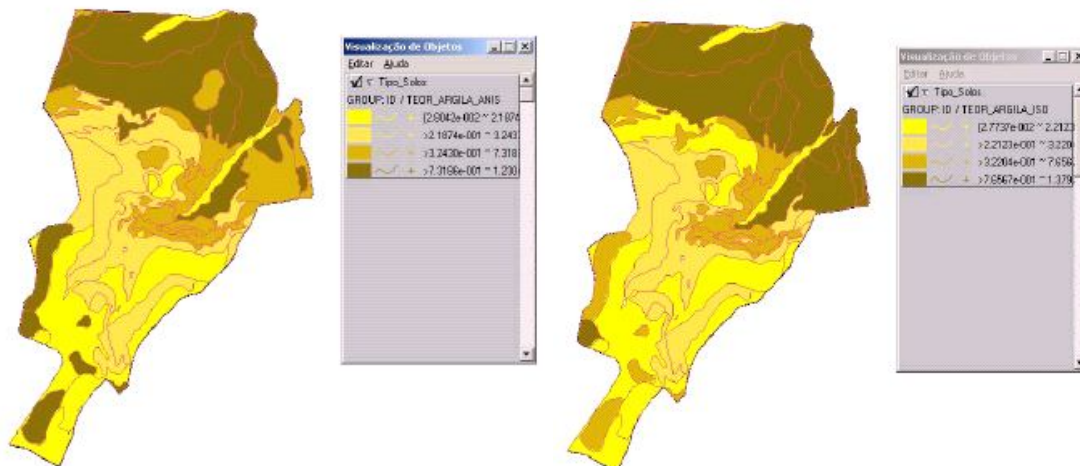 Visualização de Objetos
Editar Ajuda
Tipo_Solos
GROUP: ID / TEOR_ARGILA_ANIS
[2.8042e-002 ~ 2.1874
>2.1874e-001 ~ 3.243
>3.2430e-001 ~ 7.318
>7.3186e-001 ~ 1.230
Visualização de Objetos
Editar Ajuda
Tipo_Solos
GROUP: ID / TEOR_ARGILA_ISO
[2.7737e-002 ~ 2.2123
>2.2123e-001 ~ 3.220
>3.2204e-001 ~ 7.656
>7.6567e-001 ~ 1.379